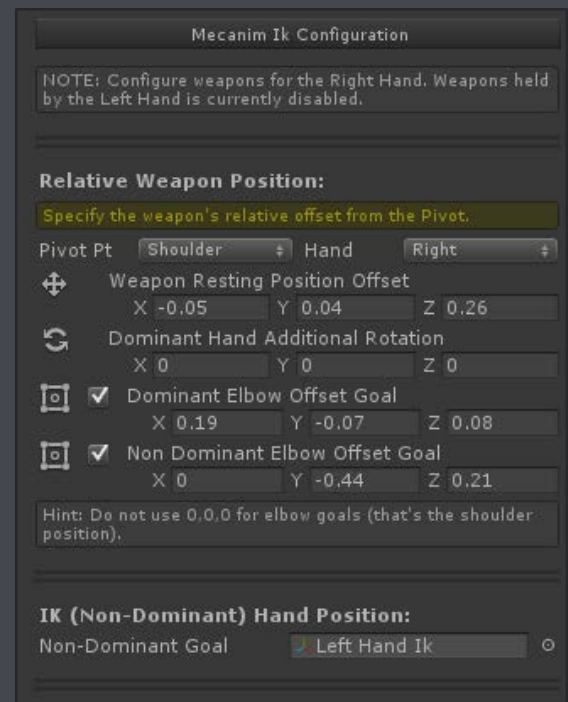 Mecanim Ik Configuration
NOTE: Configure weapons for the Right Hand. Weapons held
by the Left Hand is currently disabled.
Relative Weapon Position:
Specify the weapon's relative offset from the Pivot.
Pivot Pt Shoulder Hand Right
Weapon Resting Position Offset
X -0.05 Y 0.04 Z 0.26
Dominant Hand Additional Rotation
X 0 Y 0 Z 0
Dominant Elbow Offset Goal
X 0.19 Y -0.07 Z 0.08
Non Dominant Elbow Offset Goal
X 0 Y -0.44 Z 0.21
Hint: Do not use 0,0,0 for elbow goals (that's the shoulder
position).
IK (Non-Dominant) Hand Position:
Non-Dominant Goal Left Hand Ik